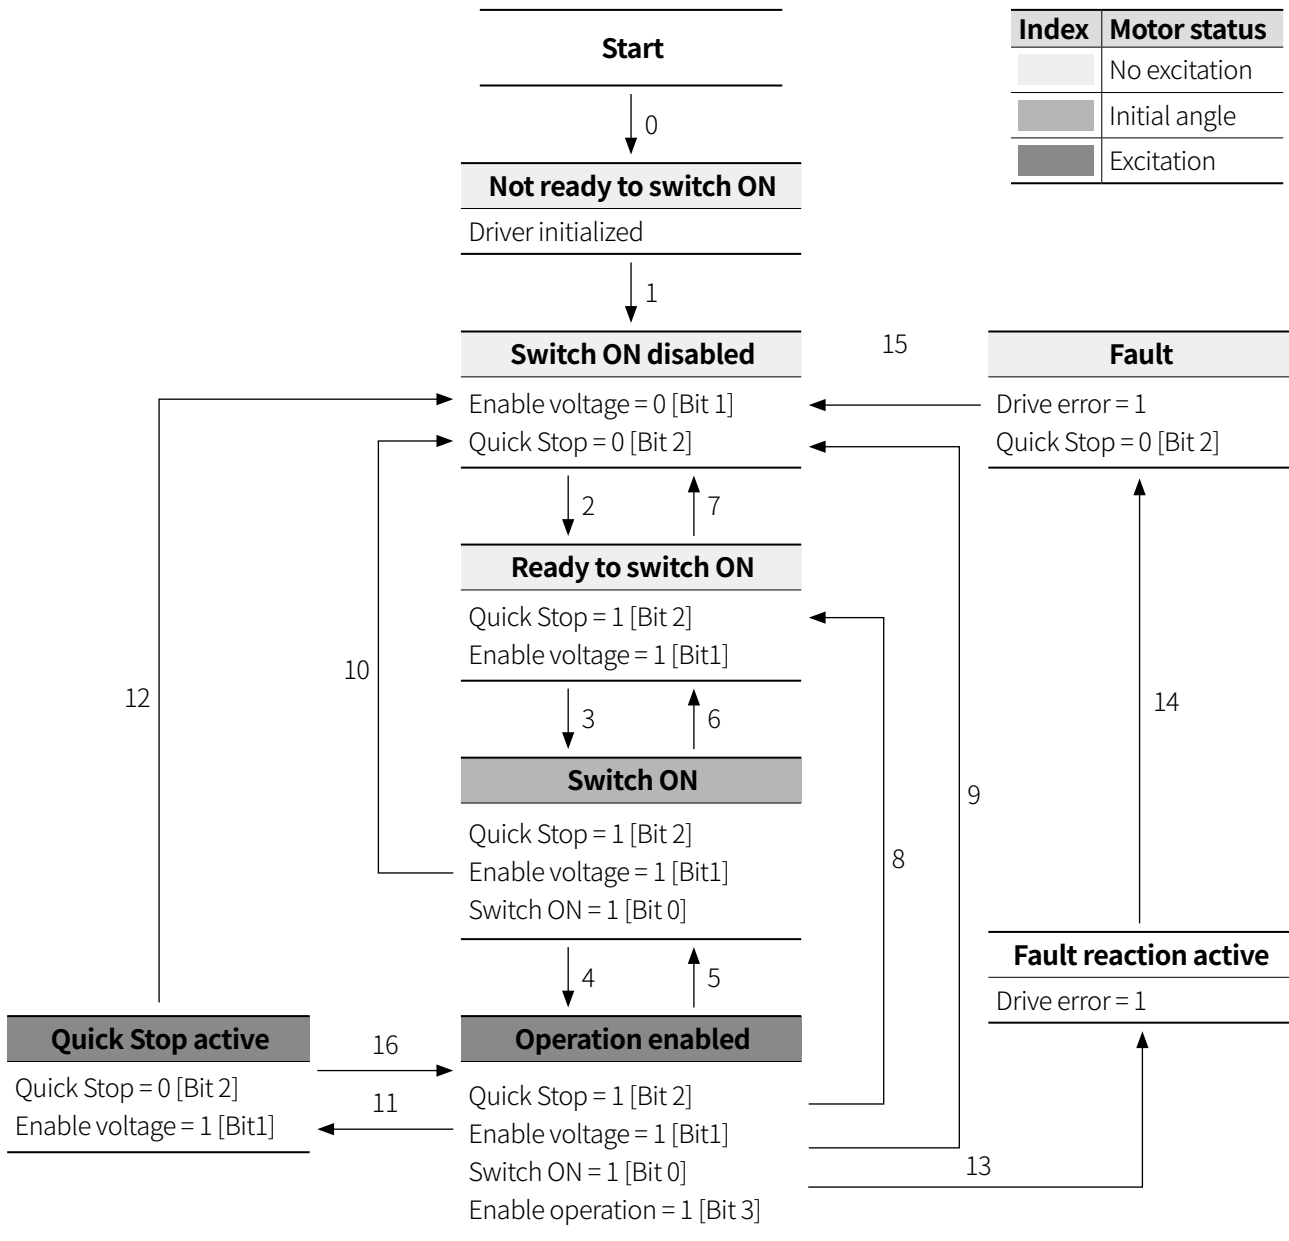 Start
Index Motor status
No excitation
Initial angle
Excitation
0
Not ready to switch ON
Driver initialized
1
Switch ON disabled
Enable voltage = 0 [Bit 1]
Quick Stop = 0 [Bit 2]
15
Fault
Drive error = 1
Quick Stop = 0 [Bit 2]
2
7
Ready to switch ON
Quick Stop = 1 [Bit 2]
Enable voltage = 1 [Bit1]
10
12
14
3
6
Switch ON
Quick Stop = 1 [Bit 2]
Enable voltage = 1 [Bit1]
Switch ON = 1 [Bit 0]
9
8
4
5
Fault reaction active
Drive error = 1
Quick Stop active
Quick Stop = 0 [Bit 2]
Enable voltage = 1 [Bit1]
16
11
Operation enabled
Quick Stop = 1 [Bit 2]
Enable voltage = 1 [Bit1]
Switch ON = 1 [Bit 0]
Enable operation = 1 [Bit 3]
13